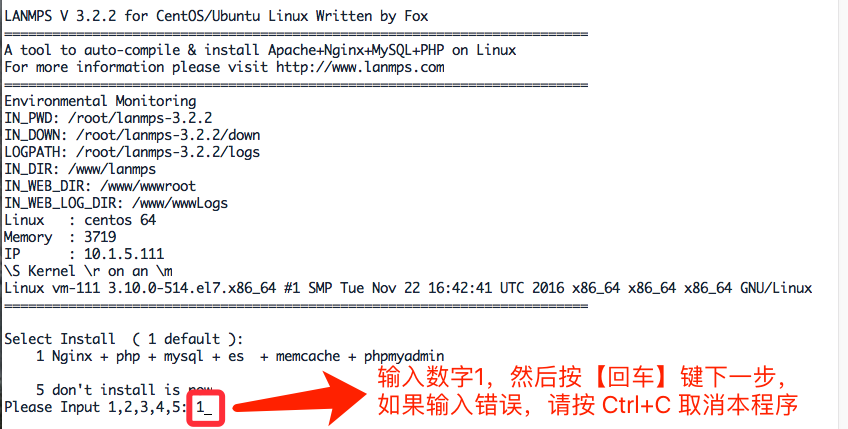 LANMPS V 3.2.2 for CentOS/Ubuntu Linux Written by Fox
========================================================================
A tool to auto-compile & install Apache+Nginx+MySQL+PHP on Linux
For more information please visit http://www.lanmps.com
========================================================================
Environmental Monitoring
IN_PWD: /root/lanmps-3.2.2
IN_DOWN: /root/lanmps-3.2.2/down
LOGPATH: /root/lanmps-3.2.2/logs
IN_DIR: /www/lanmps
IN_WEB_DIR: /www/wwwroot
IN_WEB_LOG_DIR: /www/wwwLogs
Linux   : centos 64
Memory  : 3719
IP      : 10.1.5.111
\S Kernel \r on an \m
Linux vm-111 3.10.0-514.el7.x86_64 #1 SMP Tue Nov 22 16:42:41 UTC 2016 x86_64 x86_64 x86_64 GNU/Linux
========================================================================
Select Install  ( 1 default ):
    1 Nginx + php + mysql + es  + memcache + phpmyadmin
    5 don't install is now
Please Input 1,2,3,4,5: 1_
输入数字1，然后按【回车】键下一步，
如果输入错误，请按 Ctrl+C 取消本程序